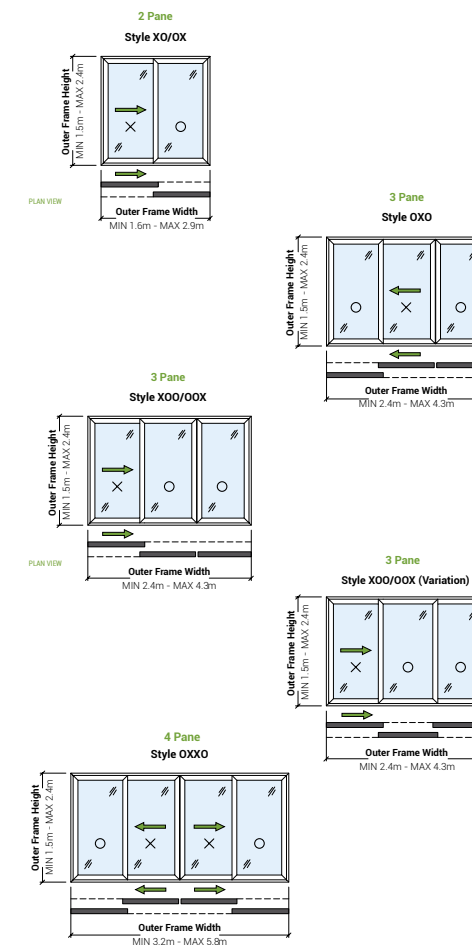 2 Pane
Style XO/OX
Outer Frame Height
MIN 1.5m - MAX 2.4m
PLAN VIEW
Outer Frame Width
MIN 1.6m - MAX 2.9m
3 Pane
Style OXO
Outer Frame Height
MIN 1.5m - MAX 2.4m
Outer Frame Width
MIN 2.4m - MAX 4.3m
3 Pane
Style XOO/OOX
Outer Frame Height
MIN 1.5m - MAX 2.4m
PLAN VIEW
Outer Frame Width
MIN 2.4m - MAX 4.3m
3 Pane
Style XOO/OOX (Variation)
Outer Frame Height
MIN 1.5m - MAX 2.4m
Outer Frame Width
MIN 2.4m - MAX 4.3m
4 Pane
Style OXXO
Outer Frame Height
MIN 1.5m - MAX 2.4m
Outer Frame Width
MIN 3.2m - MAX 5.8m